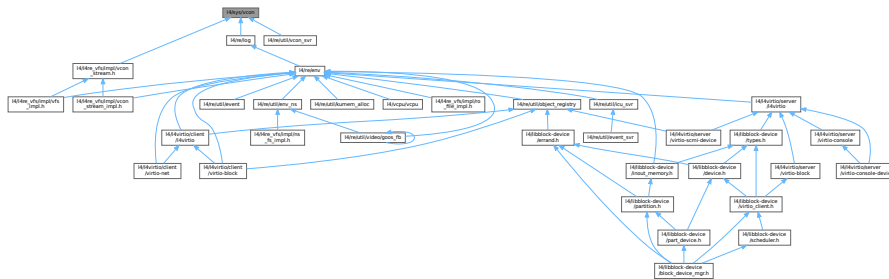 l4/sys/vcon
l4/re/log
l4/re/util/vcon_svr
l4/l4re_vfs/impl/vcon
_stream.h
l4/re/env
l4/l4re_vfs/impl/vfs
_impl.h
l4/l4re_vfs/impl/vcon
_stream_impl.h
l4/re/util/event
l4/re/util/env_ns
l4/re/util/kumem_alloc
l4/vcpu/vcpu
l4/l4re_vfs/impl/ro
_file_impl.h
l4/re/util/object_registry
l4/re/util/icu_svr
l4/l4virtio/server
/l4virtio
l4/l4virtio/client
/l4virtio
l4/l4re_vfs/impl/ns
_fs_impl.h
l4/re/util/video/goos_fb
l4/libblock-device
/errand.h
l4/re/util/event_svr
l4/l4virtio/server
/virtio-scmi-device
l4/libblock-device
/types.h
l4/l4virtio/server
/virtio-console
l4/l4virtio/client
/virtio-net
l4/l4virtio/client
/virtio-block
l4/libblock-device
/inout_memory.h
l4/libblock-device
/device.h
l4/l4virtio/server
/virtio-block
l4/l4virtio/server
/virtio-console-device
l4/libblock-device
/partition.h
l4/libblock-device
/virtio_client.h
l4/libblock-device
/part_device.h
l4/libblock-device
/scheduler.h
l4/libblock-device
/block_device_mgr.h